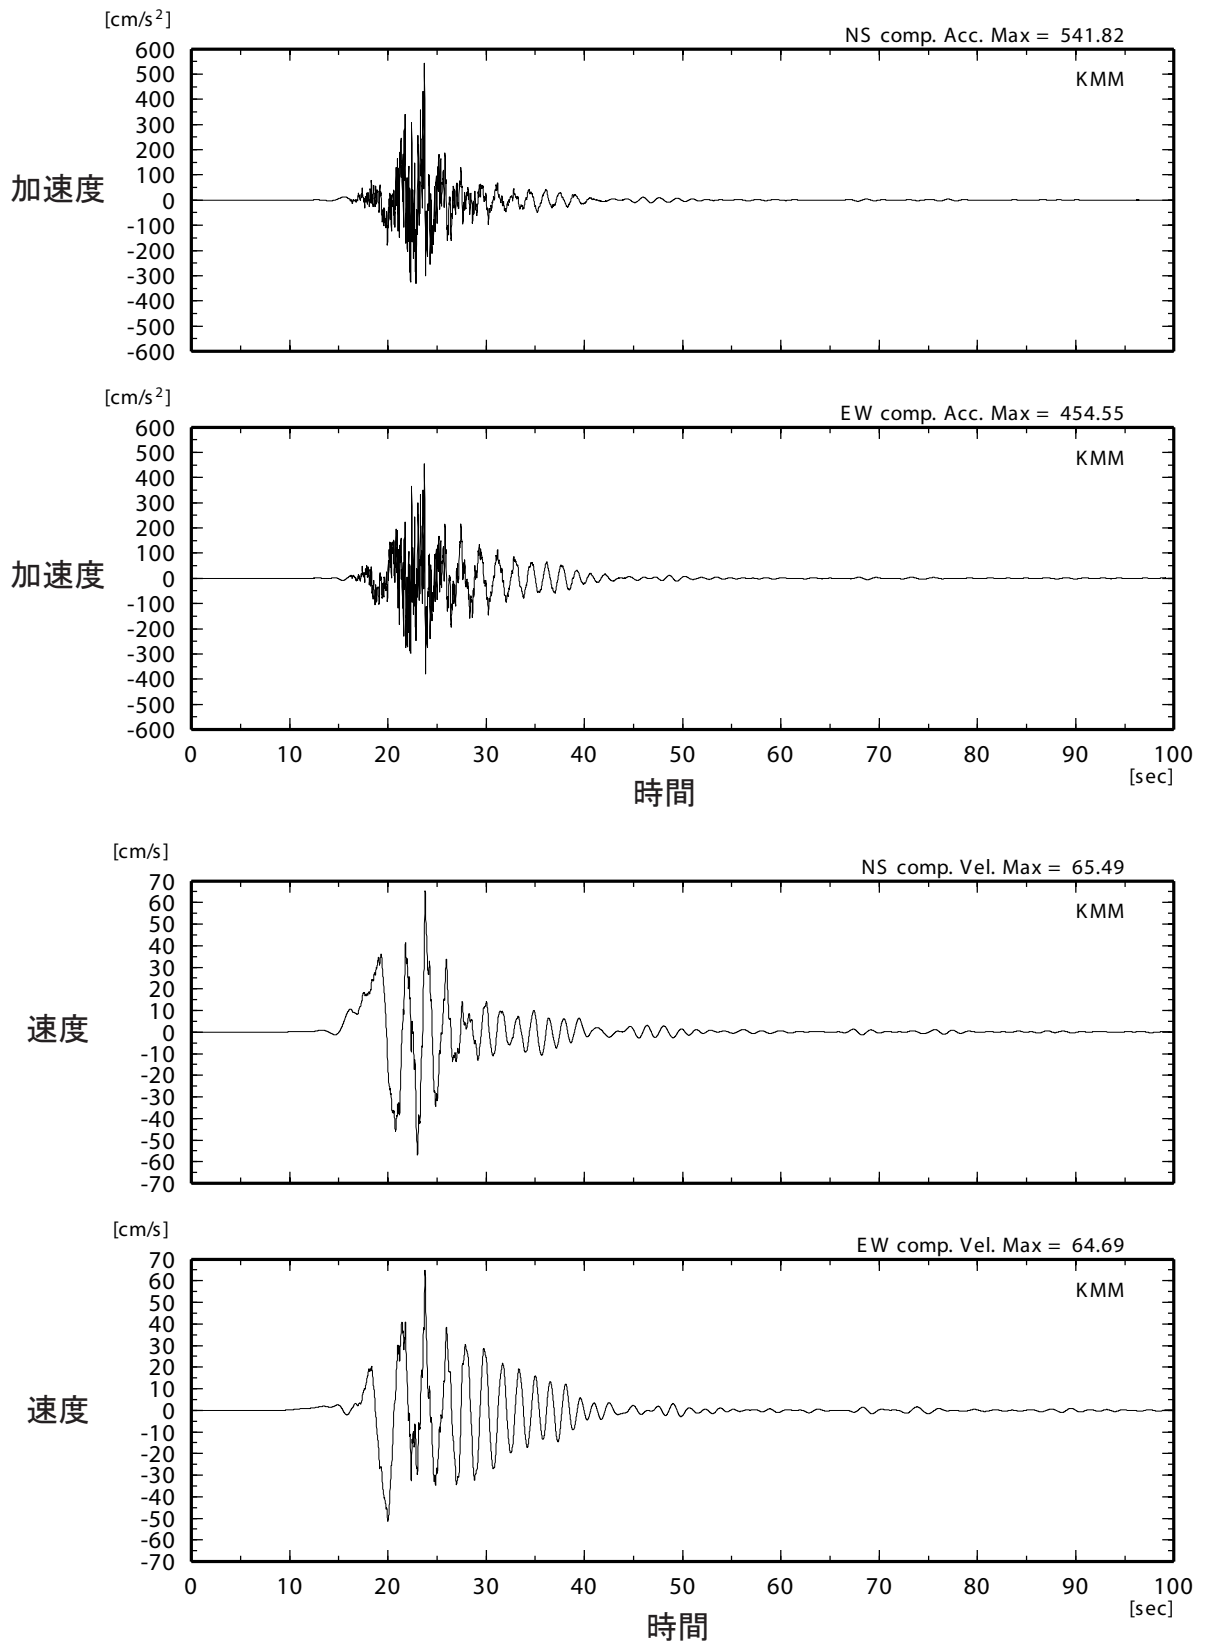 [cm/s2]
NS comp. Acc. Max = 541.82
KMM
600
500
400
300
200
100
0
-100
-200
-300
-400
-500
-600
加速度
[cm/s2]
EW comp. Acc. Max = 454.55
KMM
600
500
400
300
200
100
0
-100
-200
-300
-400
-500
-600
加速度
0 10 20 30 40 50 60 70 80 90 100
[sec]
時間
[cm/s]
NS comp. Vel. Max = 65.49
KMM
70
60
50
40
30
20
10
0
-10
-20
-30
-40
-50
-60
-70
速度
[cm/s]
EW comp. Vel. Max = 64.69
KMM
70
60
50
40
30
20
10
0
-10
-20
-30
-40
-50
-60
-70
速度
0 10 20 30 40 50 60 70 80 90 100
[sec]
時間